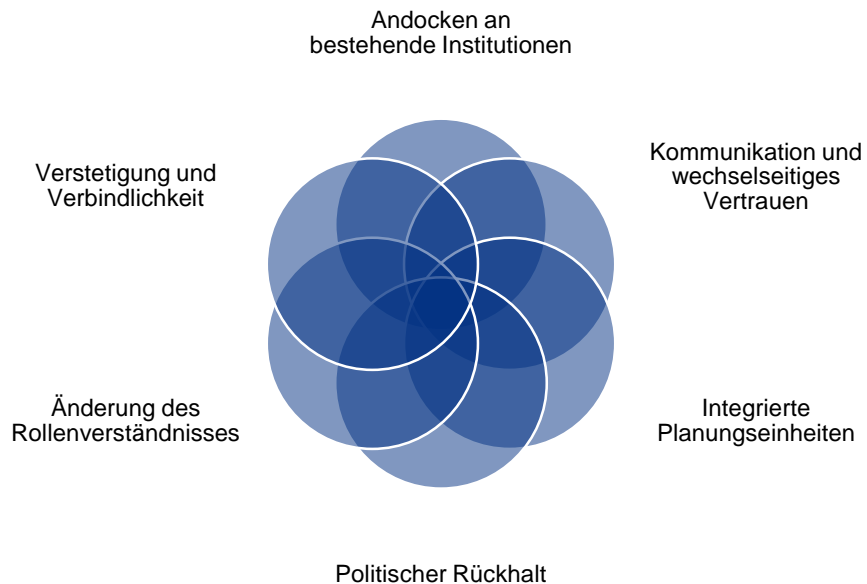 Andocken an
bestehende Institutionen
Kommunikation und
wechselseitiges
Vertrauen
Verstetigung und
Verbindlichkeit
Änderung des
Rollenverständnisses
Integrierte
Planungseinheiten
Politischer Rückhalt